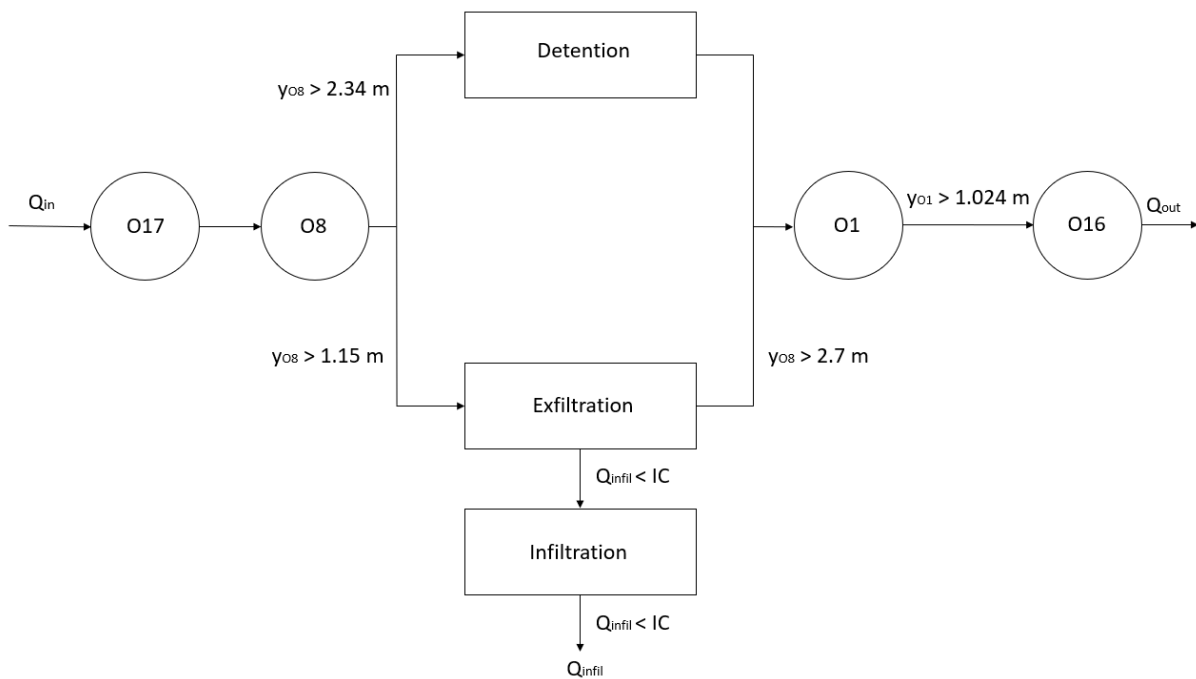 Detention
yO8 > 2.34 m
Qin
O17
O8
O1
yO1 > 1.024 m
O16
Qout
yO8 > 1.15 m
yO8 > 2.7 m
Exfiltration
Qinfil < IC
Infiltration
Qinfil < IC
Qinfil